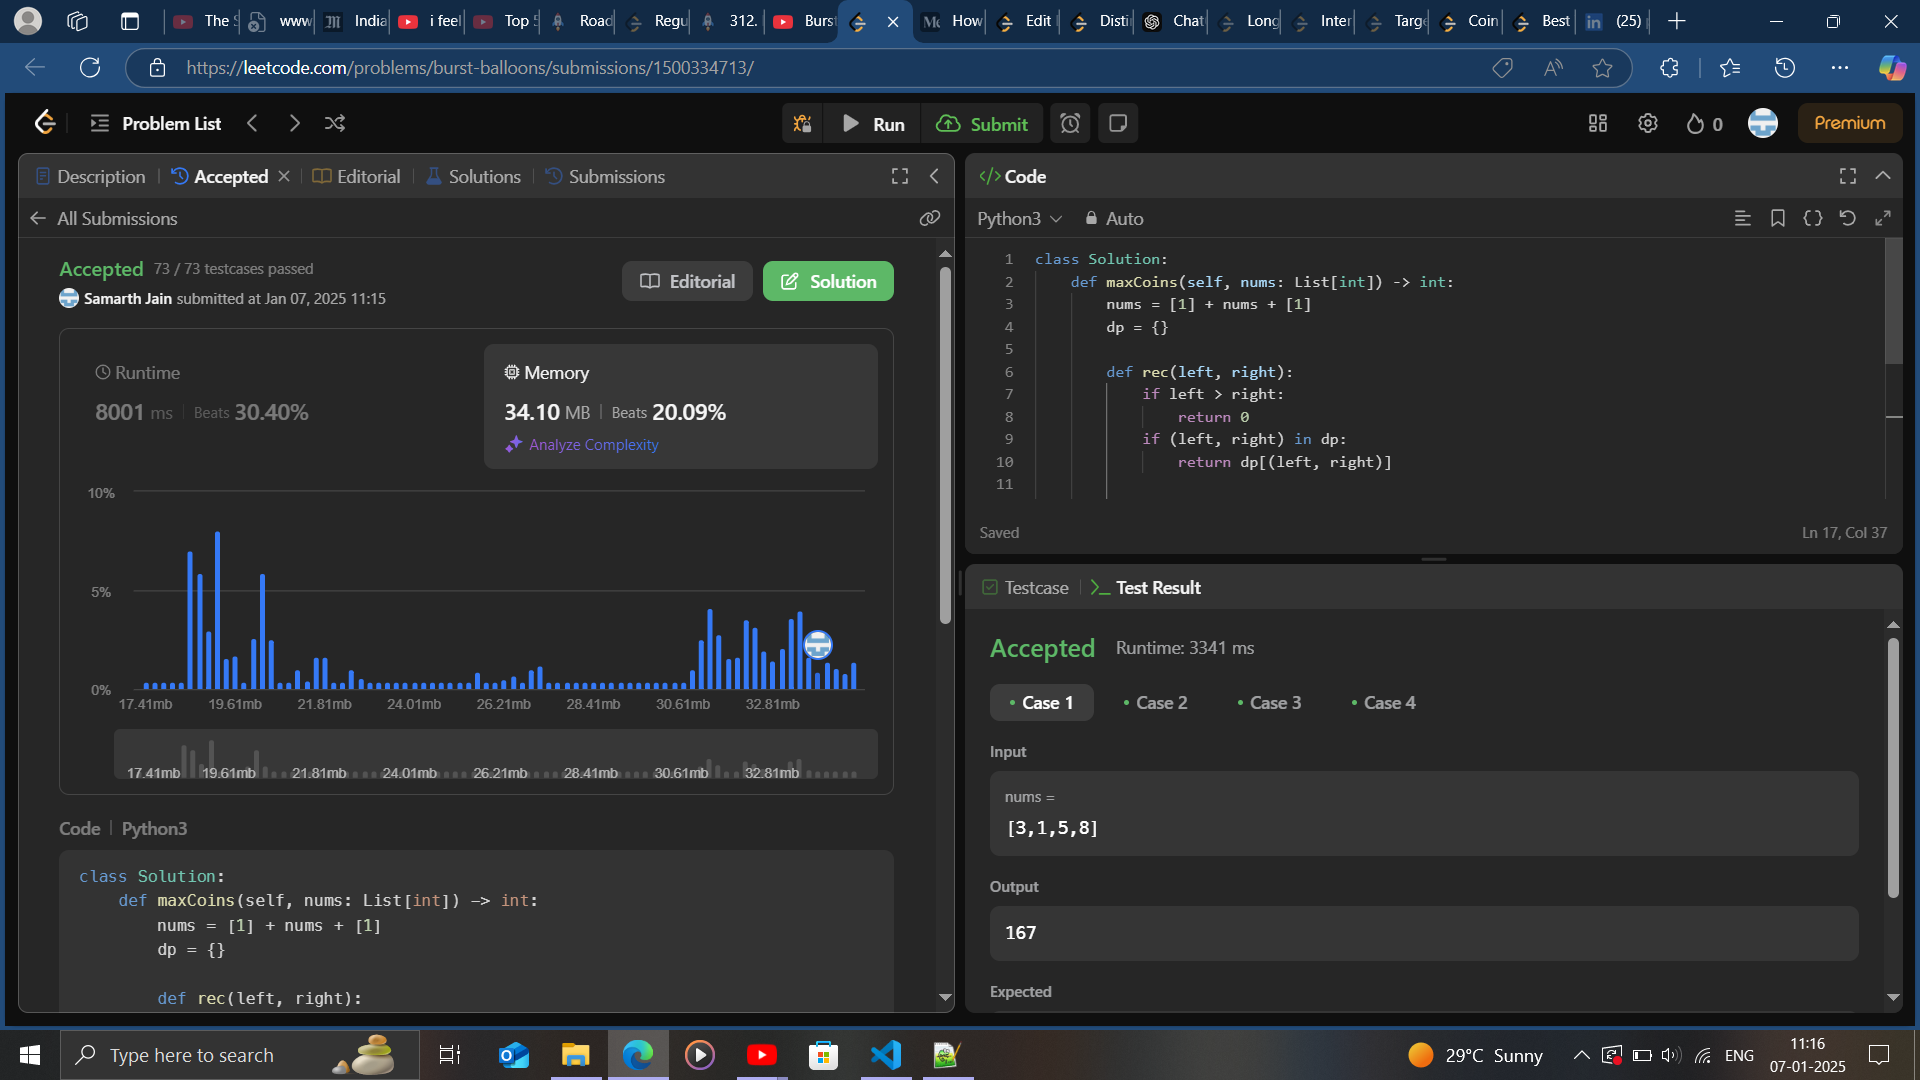 The S
www
India
i feel
Top 5
Road
Regu
312.
Burst
How
Edit
Distin
Chat
Long
Inter
Targe
Coin
Best
(25)
https://leetcode.com/problems/burst-balloons/submissions/1500334713/
Problem List
Run
Submit
0
Premium
Description
Accepted
Editorial
Solutions
Submissions
All Submissions
Accepted 73 / 73 testcases passed
Samarth Jain submitted at Jan 07, 2025 11:15
Editorial
Solution
Runtime
8001 ms Beats 30.40%
Memory
34.10 MB Beats 20.09%
Analyze Complexity
10%
5%
0%
17.41mb 19.61mb 21.81mb 24.01mb 26.21mb 28.41mb 30.61mb 32.81mb
17.41mb 19.61mb 21.81mb 24.01mb 26.21mb 28.41mb 30.61mb 32.81mb
Code | Python3
class Solution:
def maxCoins(self, nums: List[int]) -> int:
nums = [1] + nums + [1]
dp = {}
def rec(left, right):
</> Code
Python3
Auto
1 class Solution:
2 def maxCoins(self, nums: List[int]) -> int:
3 nums = [1] + nums + [1]
4 dp = {}
5
6 def rec(left, right):
7 if left > right:
8 return 0
9 if (left, right) in dp:
10 return dp[(left, right)]
11
Saved
Ln 17, Col 37
Testcase
Test Result
Accepted Runtime: 3341 ms
Case 1
Case 2
Case 3
Case 4
Input
nums =
[3,1,5,8]
Output
167
Expected
Type here to search
29°C Sunny
ENG
11:16
07-01-2025